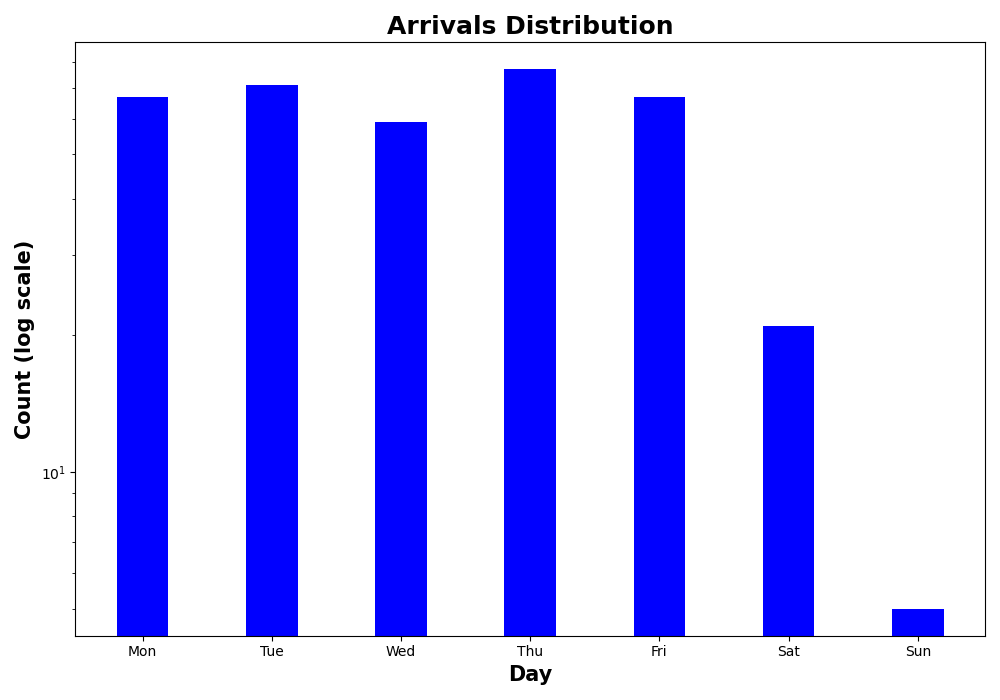 Arrivals Distribution
Count (log scale)
10¹
Mon Tue Wed Thu Fri Sat Sun
Day